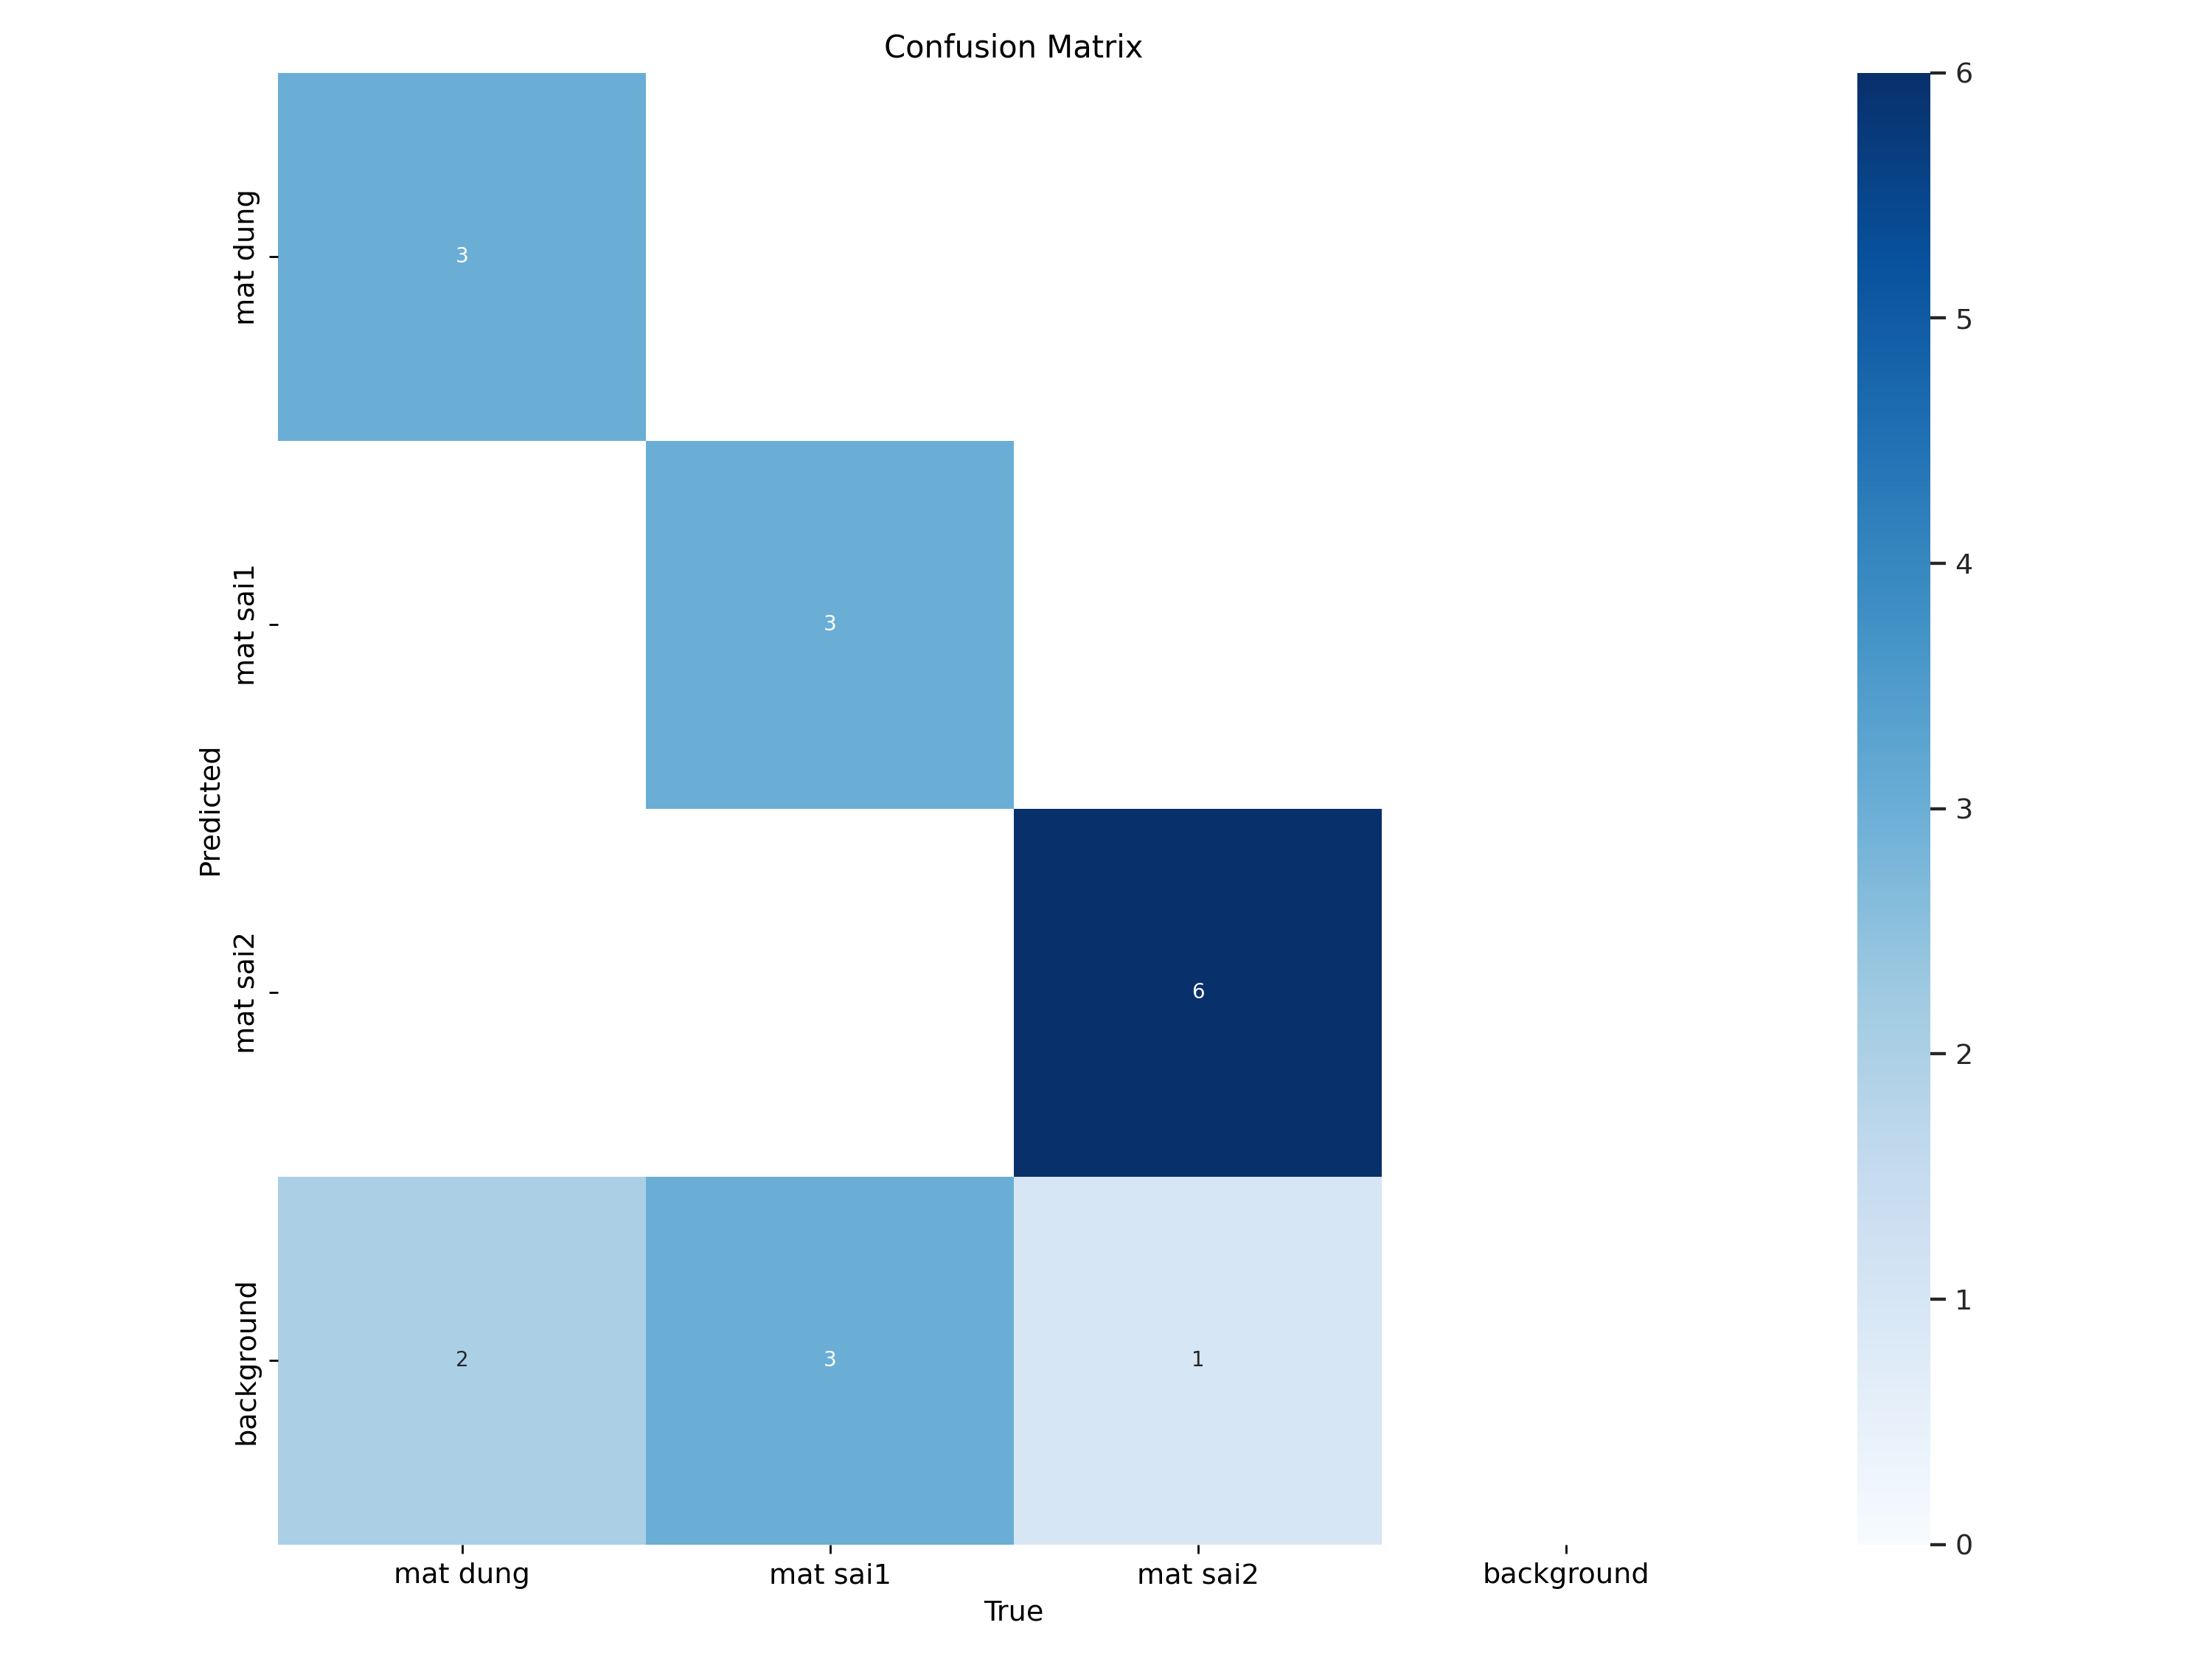 Confusion Matrix
mat dung
mat sai1
mat sai2
background
Predicted
3
3
6
2
3
1
mat dung
mat sai1
mat sai2
background
True
6
5
4
3
2
1
0